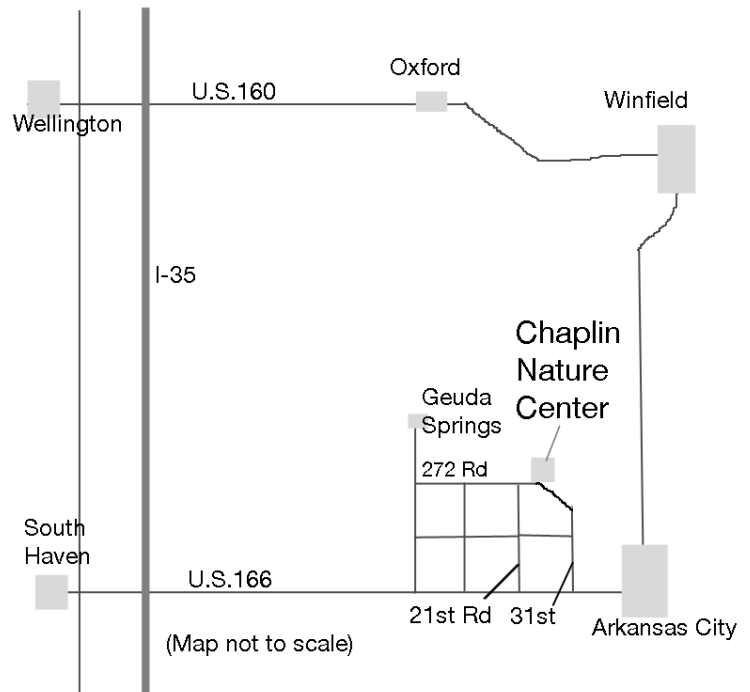 Oxford
U.S.160
Winfield
Wellington
I-35
Chaplin
Nature
Center
Geuda
Springs
272 Rd
South
Haven
U.S.166
21st Rd
31st
Arkansas City
(Map not to scale)